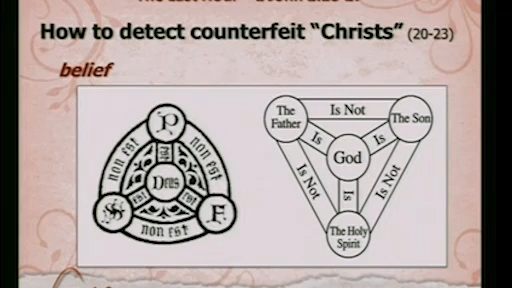 How to detect counterfeit “Christs” (20-23)
belief
P
non est
non est
est
Deus
est
est
S
F
non est
The Father
Is Not
The Son
Is
Is
God
Is Not
Is
Is Not
The Holy Spirit